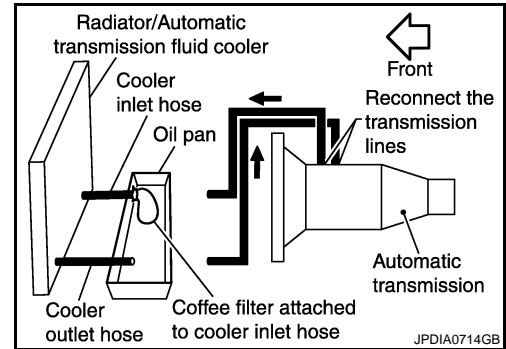 Radiator/Automatic
transmission fluid cooler
Front
Cooler
inlet hose
Reconnect the
transmission
lines
Oil pan
Automatic
transmission
Cooler
outlet hose
Coffee filter attached
to cooler inlet hose
JPDIA0714GB